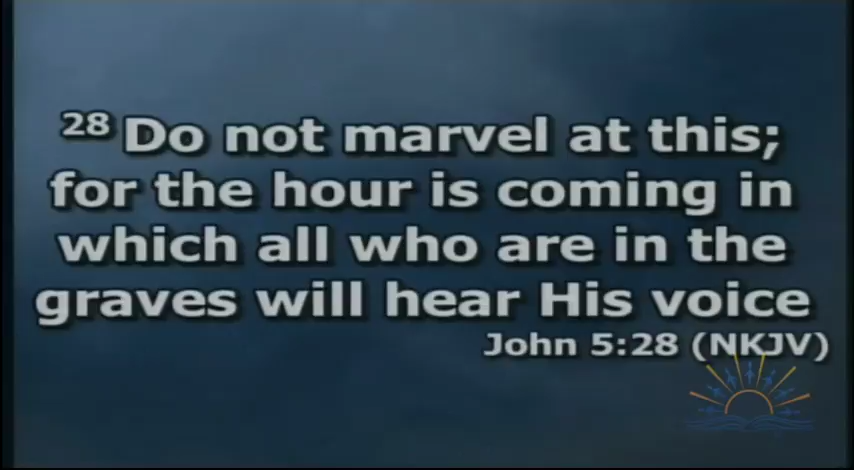 28 Do not marvel at this;
for the hour is coming in
which all who are in the
graves will hear His voice
John 5:28 (NKJV)